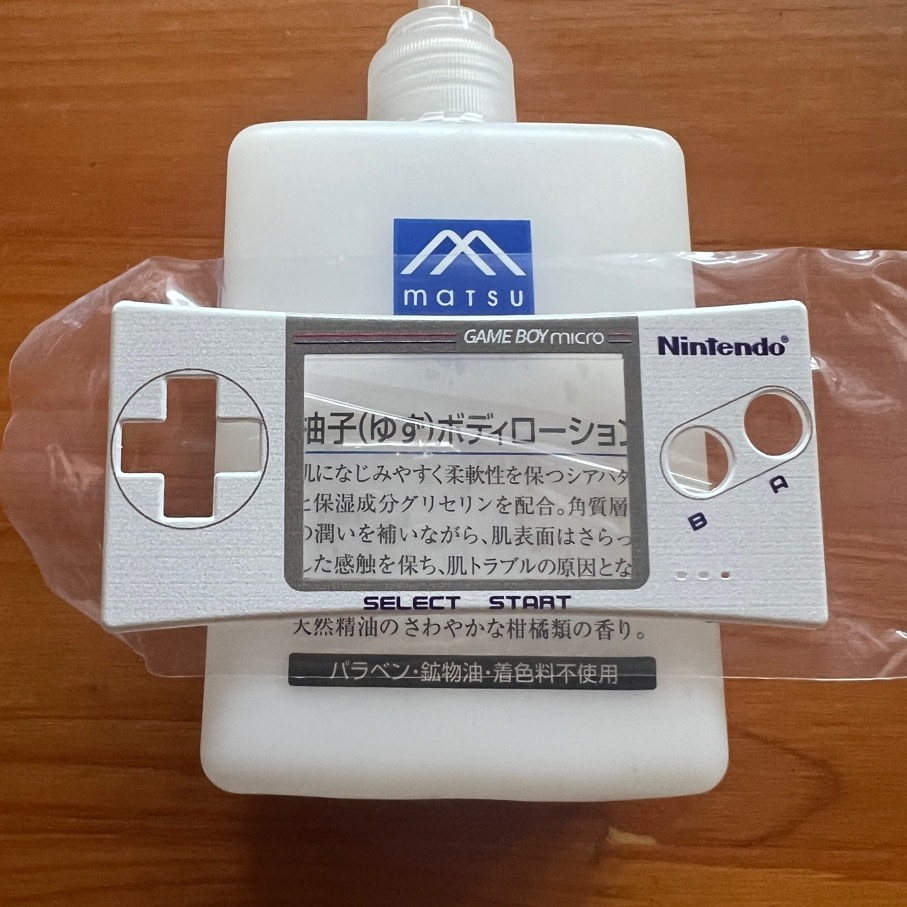 matsu
GAME BOY micro
Nintendo®
柚子(ゆず)ボディローション
肌になじみやすく柔軟性を保つシアバタ
と保湿成分グリセリンを配合。角質層
の潤いを補いながら、肌表面はさらっ
した感触を保ち、肌トラブルの原因とな
B A
SELECT START
天然精油のさわやかな柑橘類の香り。
パラベン・鉱物油・着色料不使用